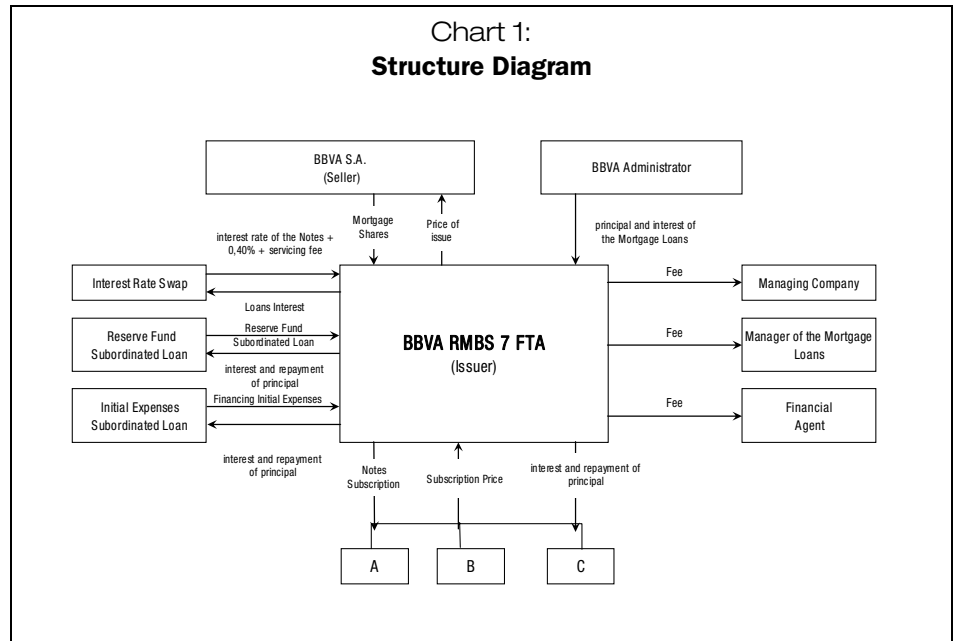 Chart 1:
Structure Diagram
BBVA S.A.
(Seller)
BBVA Administrator
Mortgage
Shares
Price of
issue
principal and interest of
the Mortgage Loans
interest rate of the Notes +
0,40% + servicing fee
Interest Rate Swap
Loans Interest
Reserve Fund
Subordinated Loan
Reserve Fund
Subordinated Loan
interest and repayment
of principal
Initial Expenses
Subordinated Loan
Financing Initial Expenses
interest and repayment
of principal
BBVA RMBS 7 FTA
(Issuer)
Fee
Managing Company
Fee
Manager of the Mortgage
Loans
Fee
Financial
Agent
Notes
Subscription
Subscription Price
interest and repayment of
principal
A
B
C